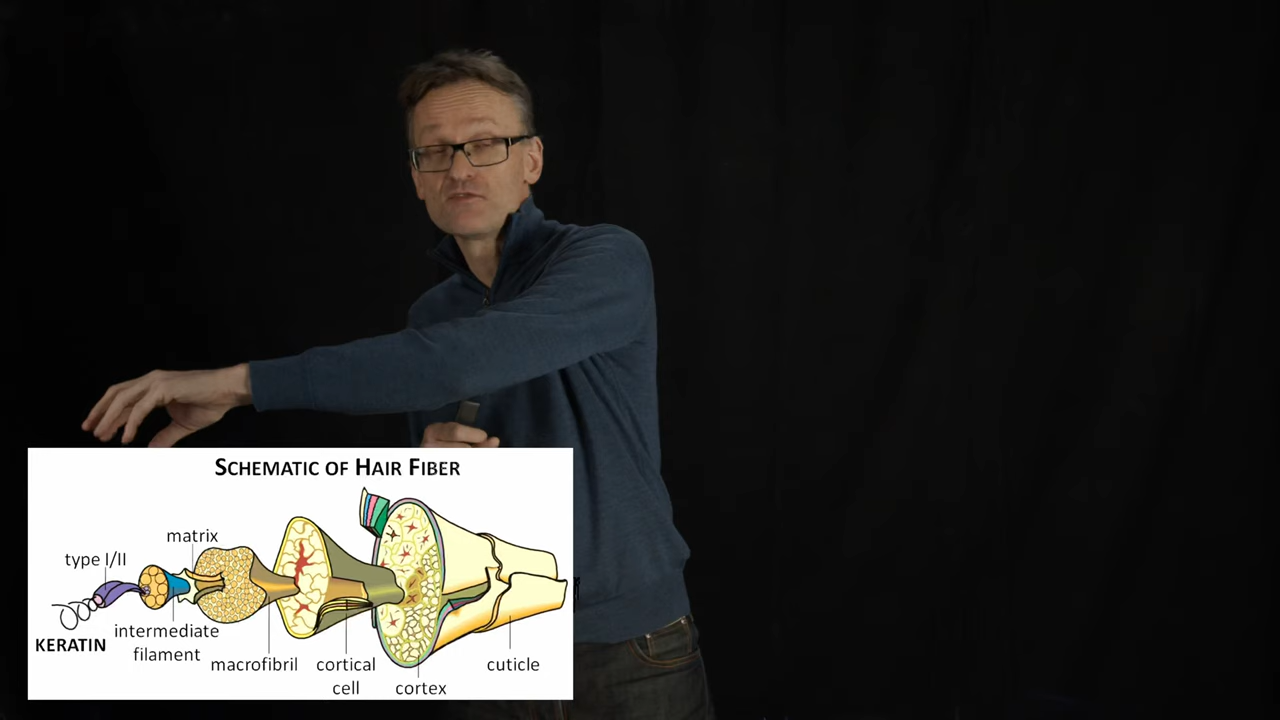 SCHEMATIC OF HAIR FIBER
matrix
type I/II
KERATIN
intermediate
filament
macrofibril
cortical
cell
cortex
cuticle